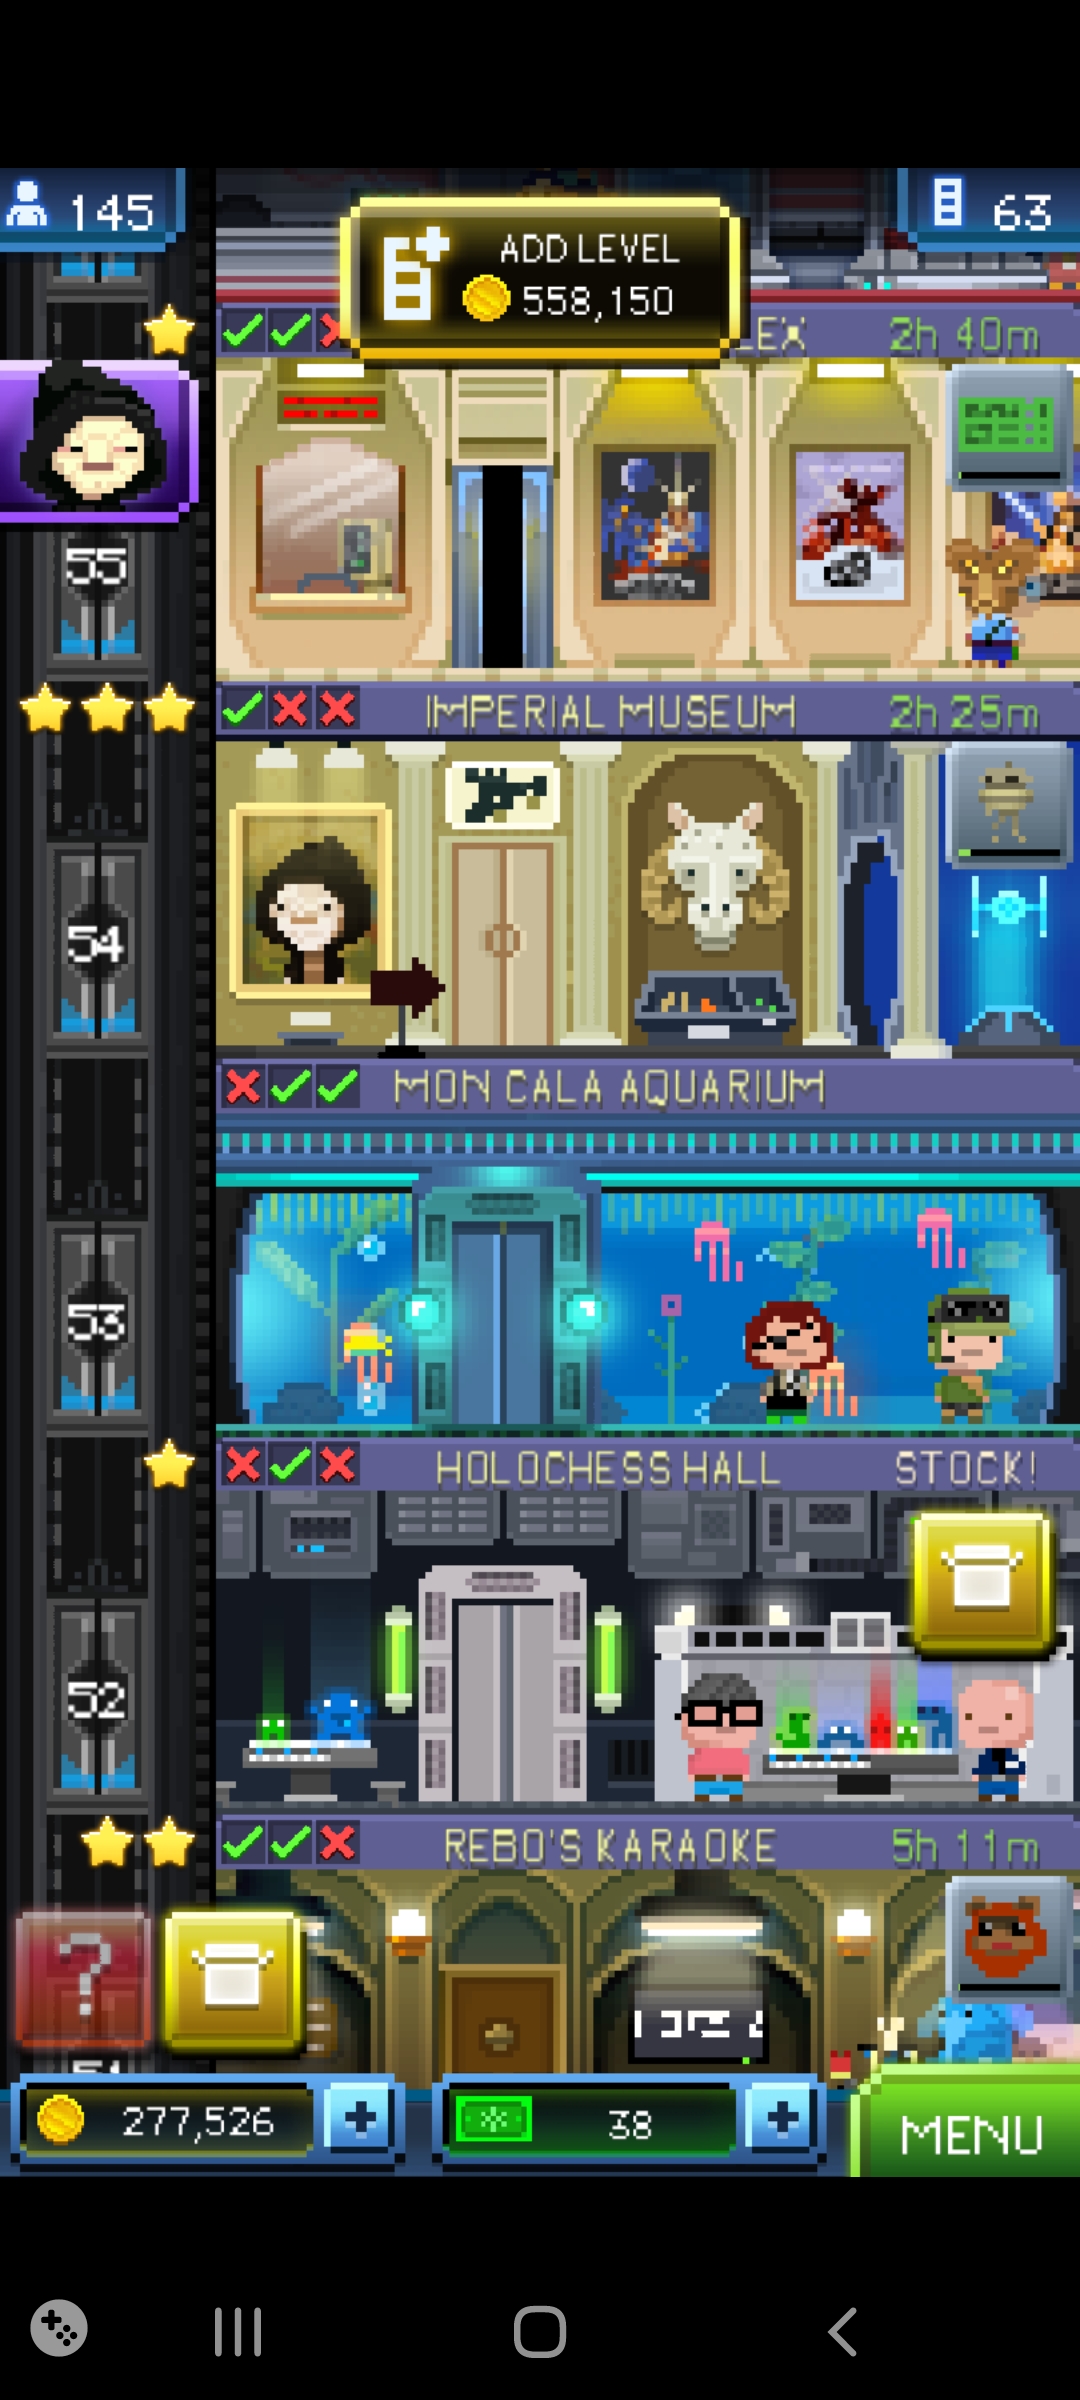 145
63
ADD LEVEL
558,150
LEX 2h 40m
55
IMPERIAL MUSEUM 2h 25m
54
MON CALA AQUARIUM
53
HOLOCHESS HALL STOCK!
52
REBO'S KARAOKE 5h 11m
?
51
277,526 +
38 +
MENU